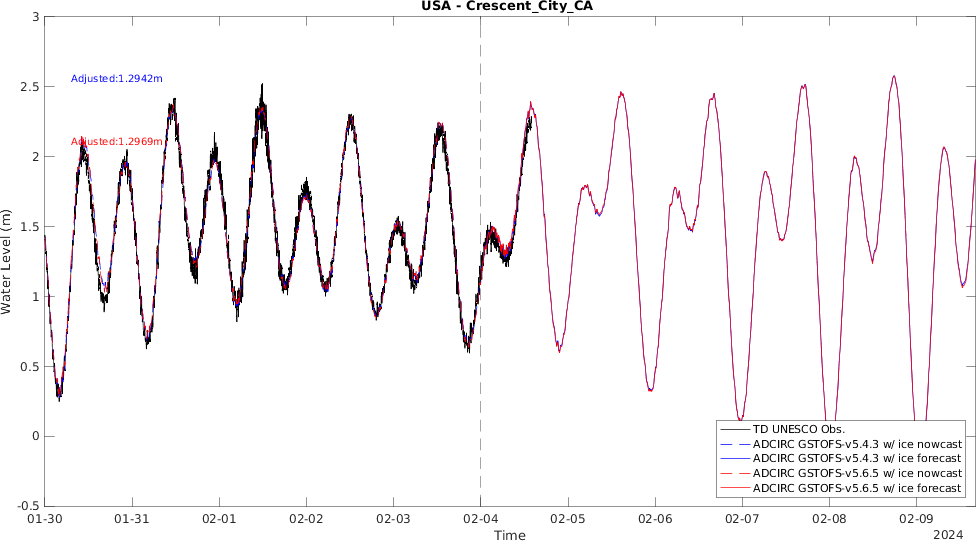 USA - Crescent_City_CA
3
2.5
2
1.5
1
0.5
0
-0.5
Water Level (m)
Adjusted:1.2942m
Adjusted:1.2969m
TD UNESCO Obs.
ADCIRC GSTOFS-v5.4.3 w/ ice nowcast
ADCIRC GSTOFS-v5.4.3 w/ ice forecast
ADCIRC GSTOFS-v5.6.5 w/ ice nowcast
ADCIRC GSTOFS-v5.6.5 w/ ice forecast
01-30 01-31 02-01 02-02 02-03 02-04 02-05 02-06 02-07 02-08 02-09
Time
2024